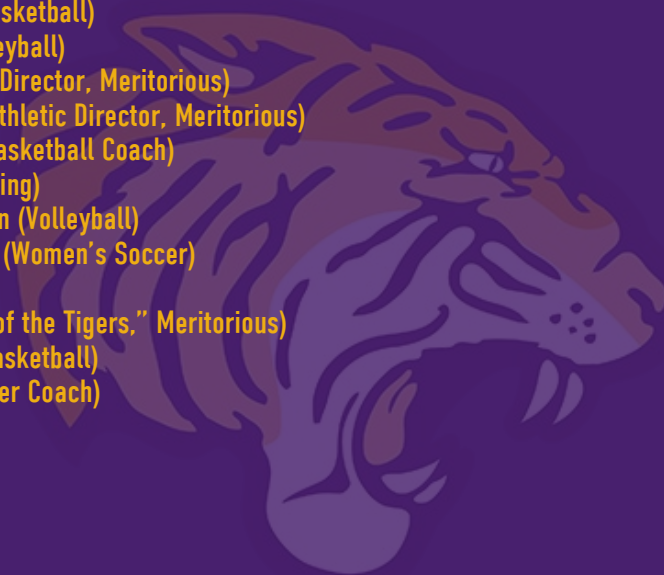 sketball)
eyball)
Director, Meritorious)
thletic Director, Meritorious)
asketball Coach)
ing)
n (Volleyball)
(Women’s Soccer)
of the Tigers,” Meritorious)
asketball)
er Coach)